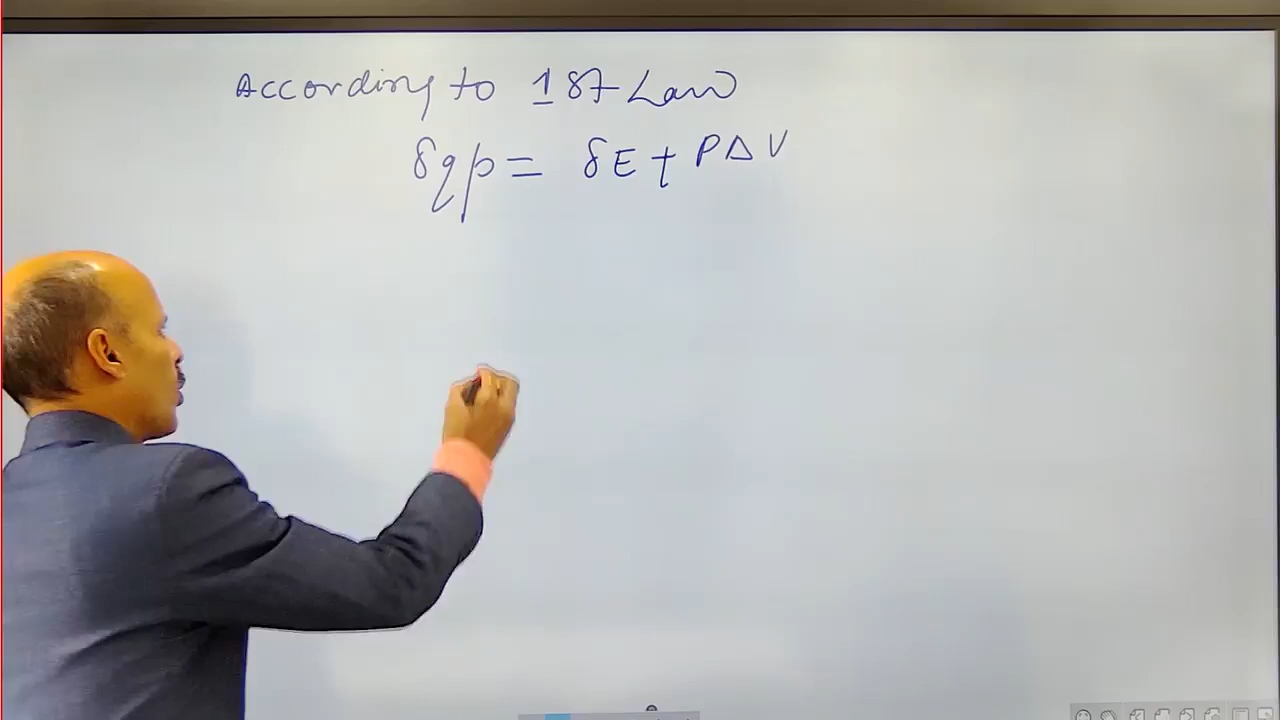 According to 1st Law
δqp = δE + PΔV